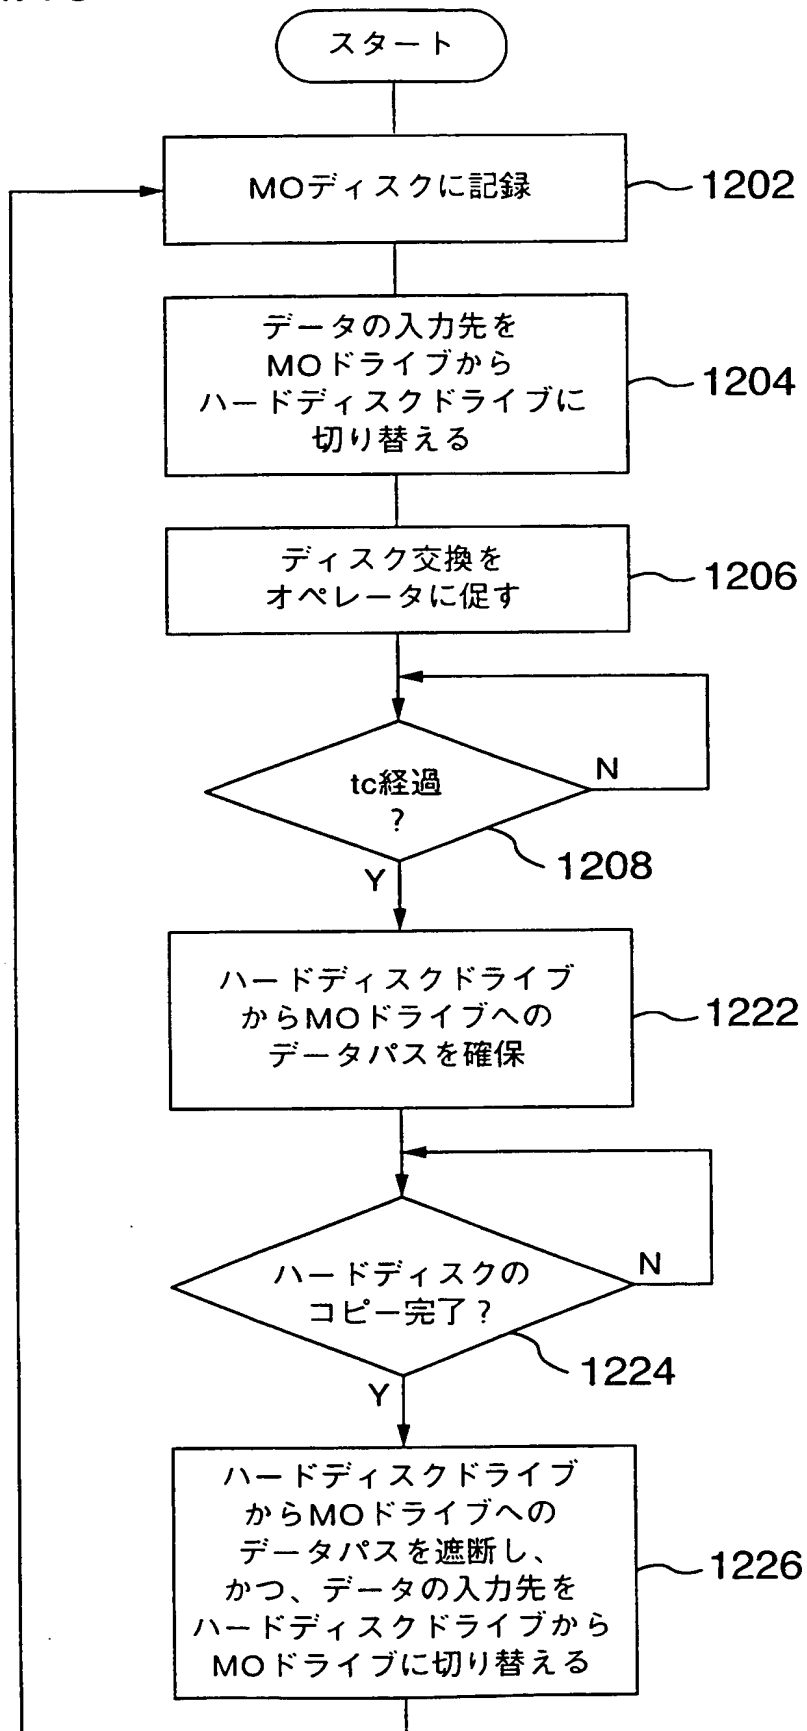 スタート
MOディスクに記録
1202
データの入力先を
MOドライブから
ハードディスクドライブに
切り替える
1204
ディスク交換を
オペレータに促す
1206
tc経過
?
N
1208
Y
ハードディスクドライブ
からMOドライブへの
データパスを確保
1222
ハードディスクの
コピー完了?
N
1224
Y
ハードディスクドライブ
からMOドライブへの
データパスを遮断し、
かつ、データの入力先を
ハードディスクドライブから
MOドライブに切り替える
1226